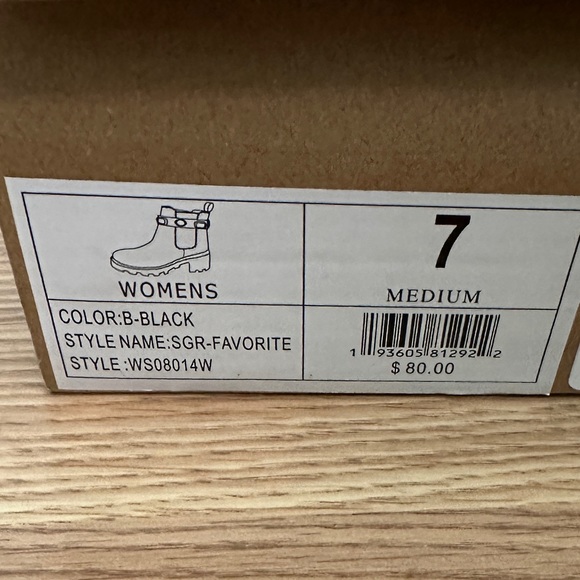 WOMENS
COLOR:B-BLACK
STYLE NAME:SGR-FAVORITE
STYLE :WS08014W
7
MEDIUM
1 93605 81292 2
$ 80.00